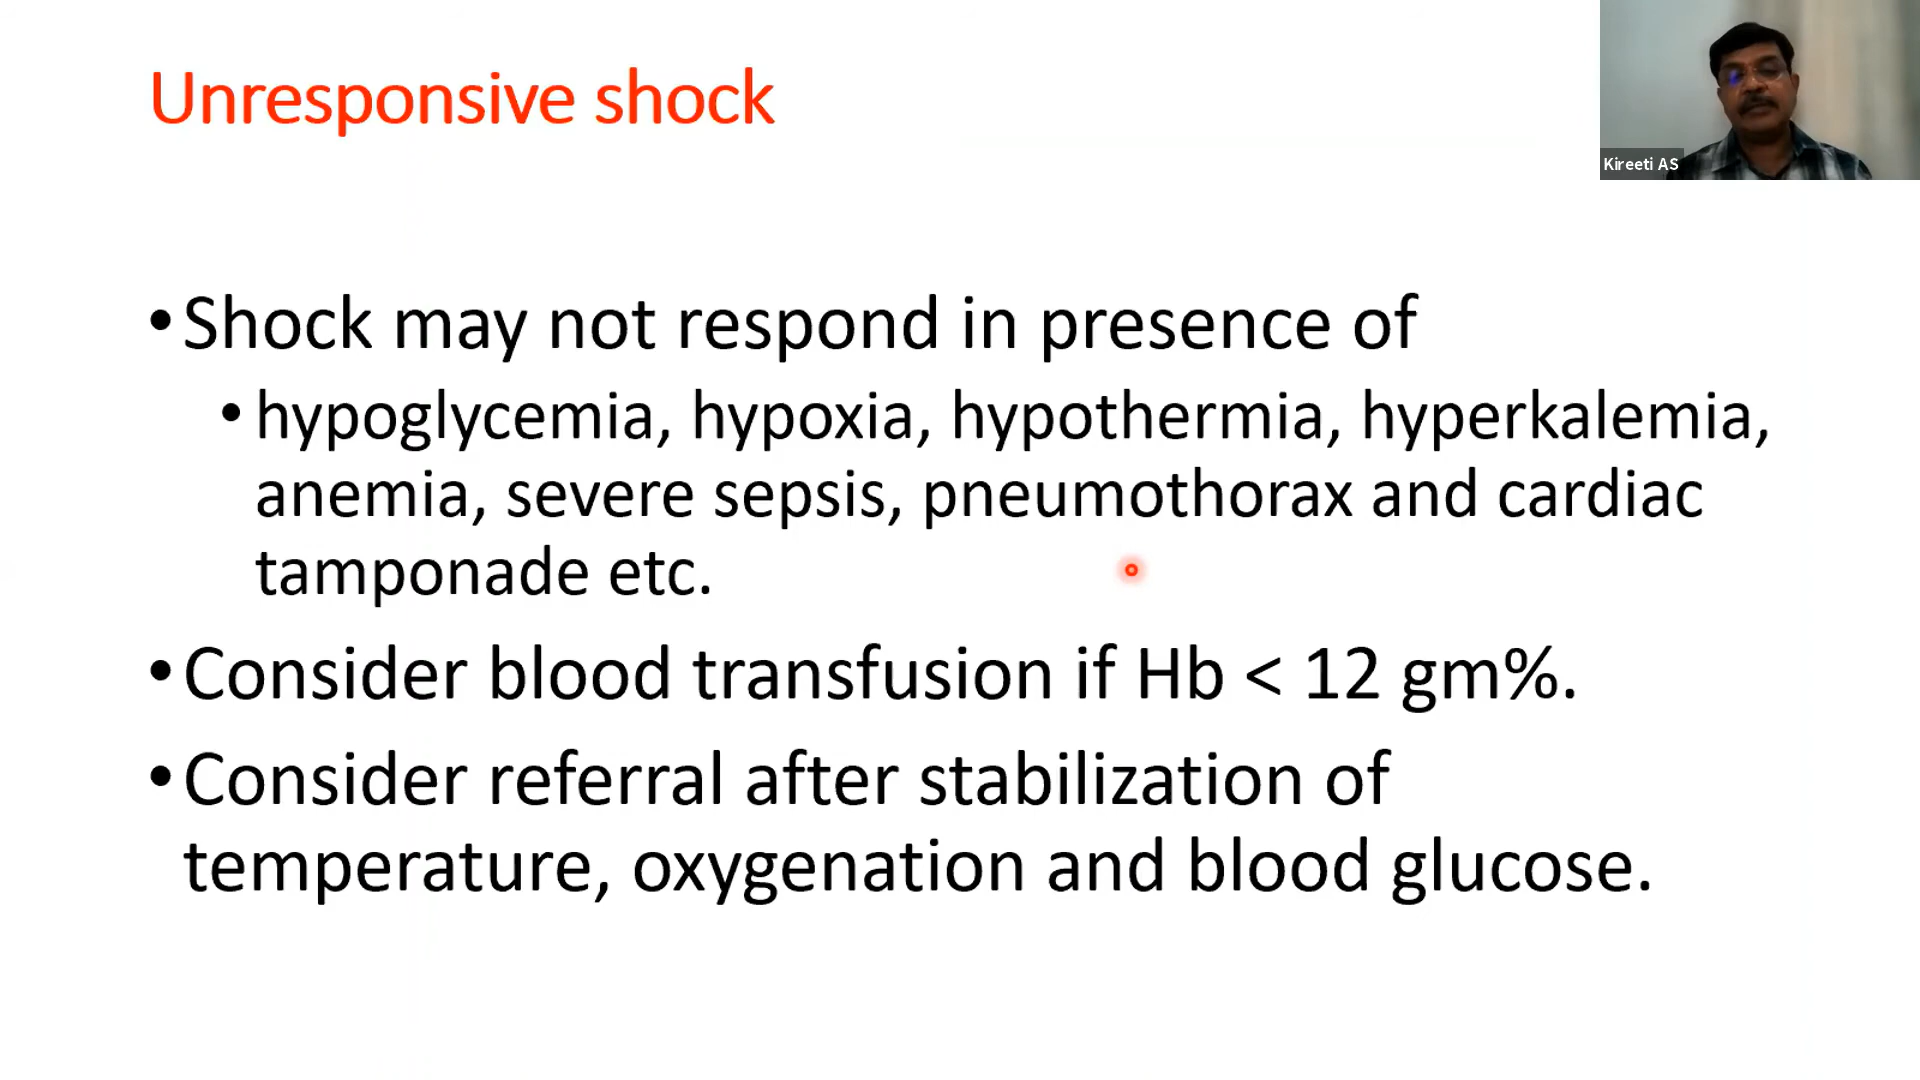 Unresponsive shock
Kireeti AS
• Shock may not respond in presence of
• hypoglycemia, hypoxia, hypothermia, hyperkalemia,
anemia, severe sepsis, pneumothorax and cardiac
tamponade etc.
• Consider blood transfusion if Hb < 12 gm%.
• Consider referral after stabilization of
temperature, oxygenation and blood glucose.